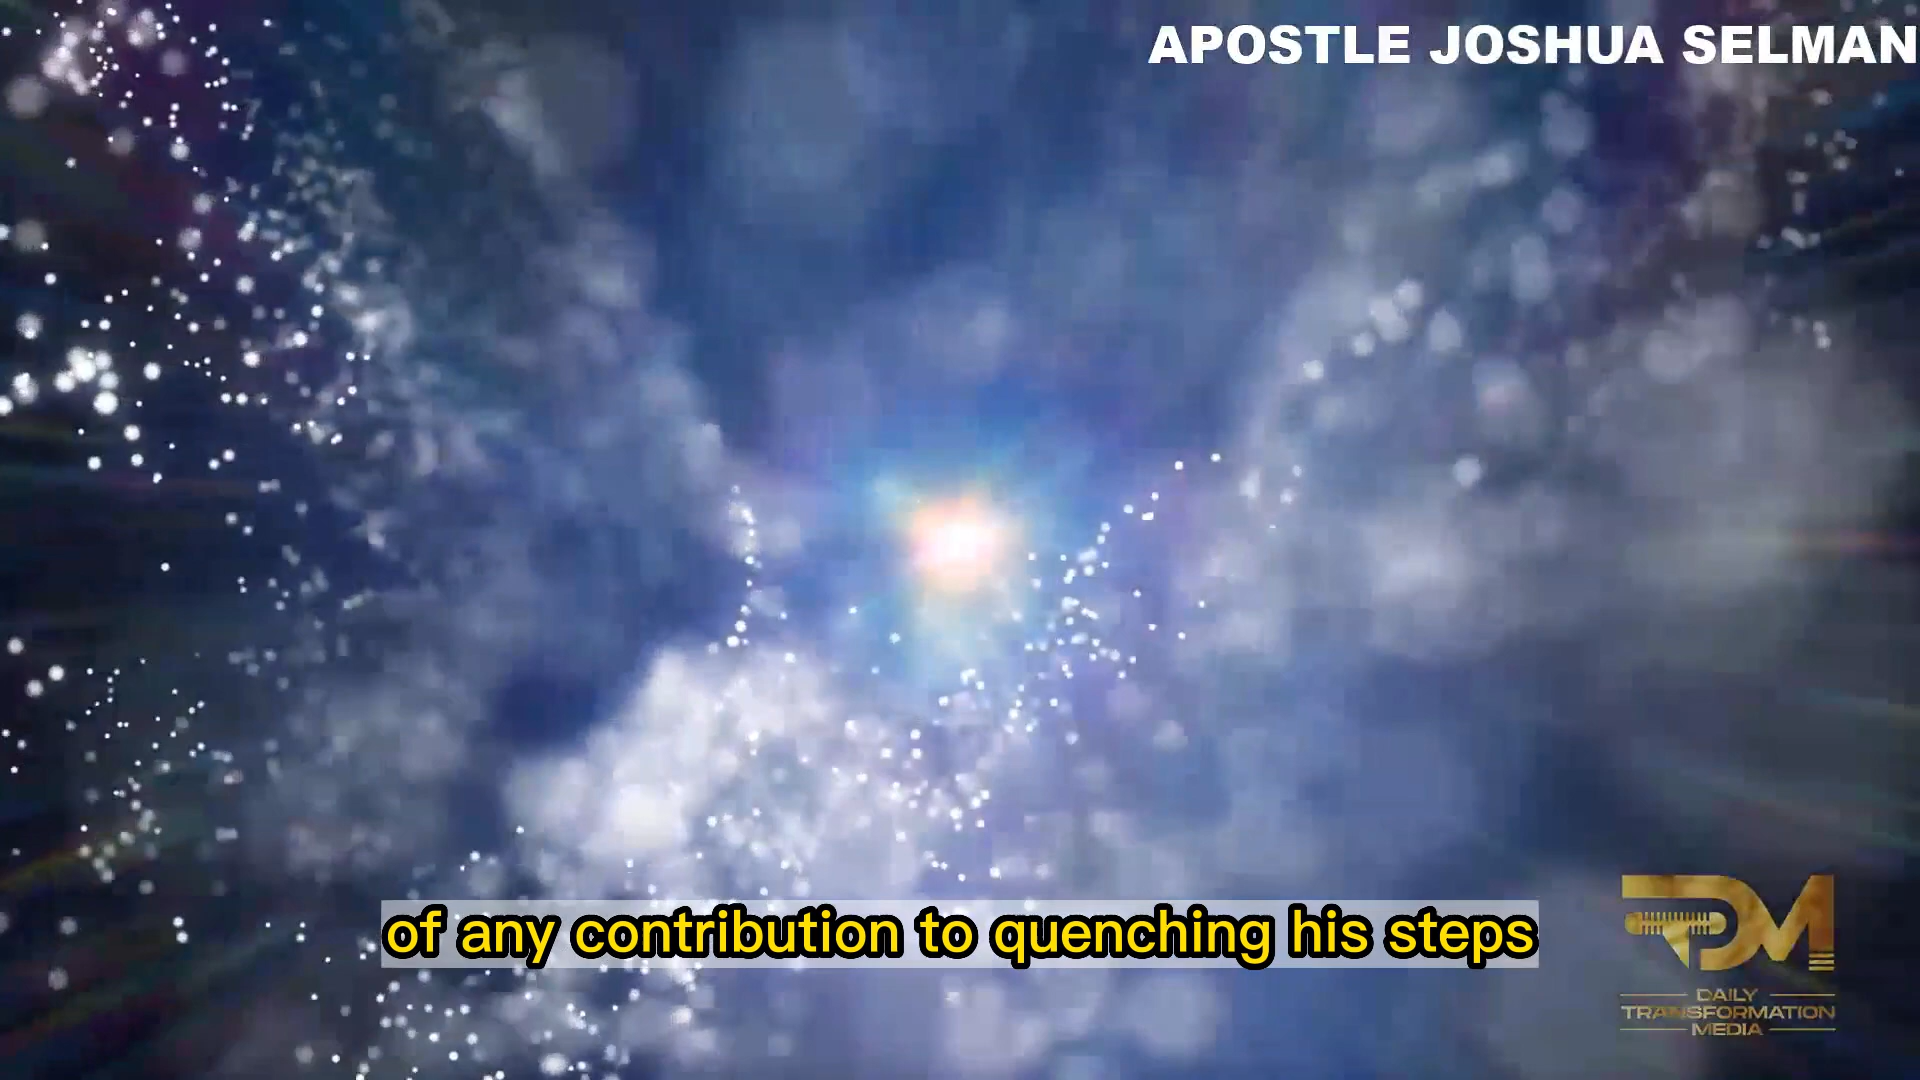 APOSTLE JOSHUA SELMAN
of any contribution to quenching his steps
DAILY
TRANSFORMATION
MEDIA